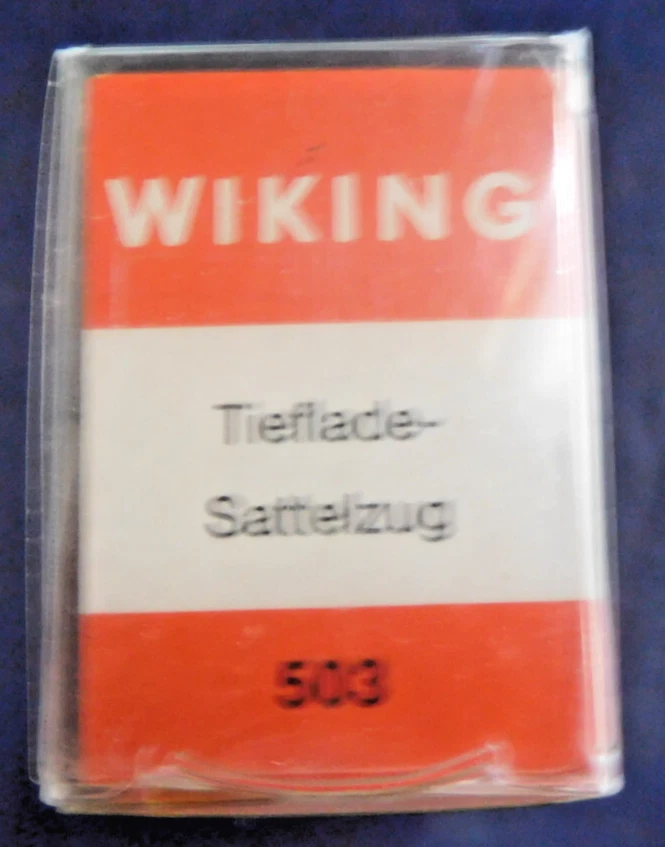 WIKING
Tieflade-
Sattelzug
503